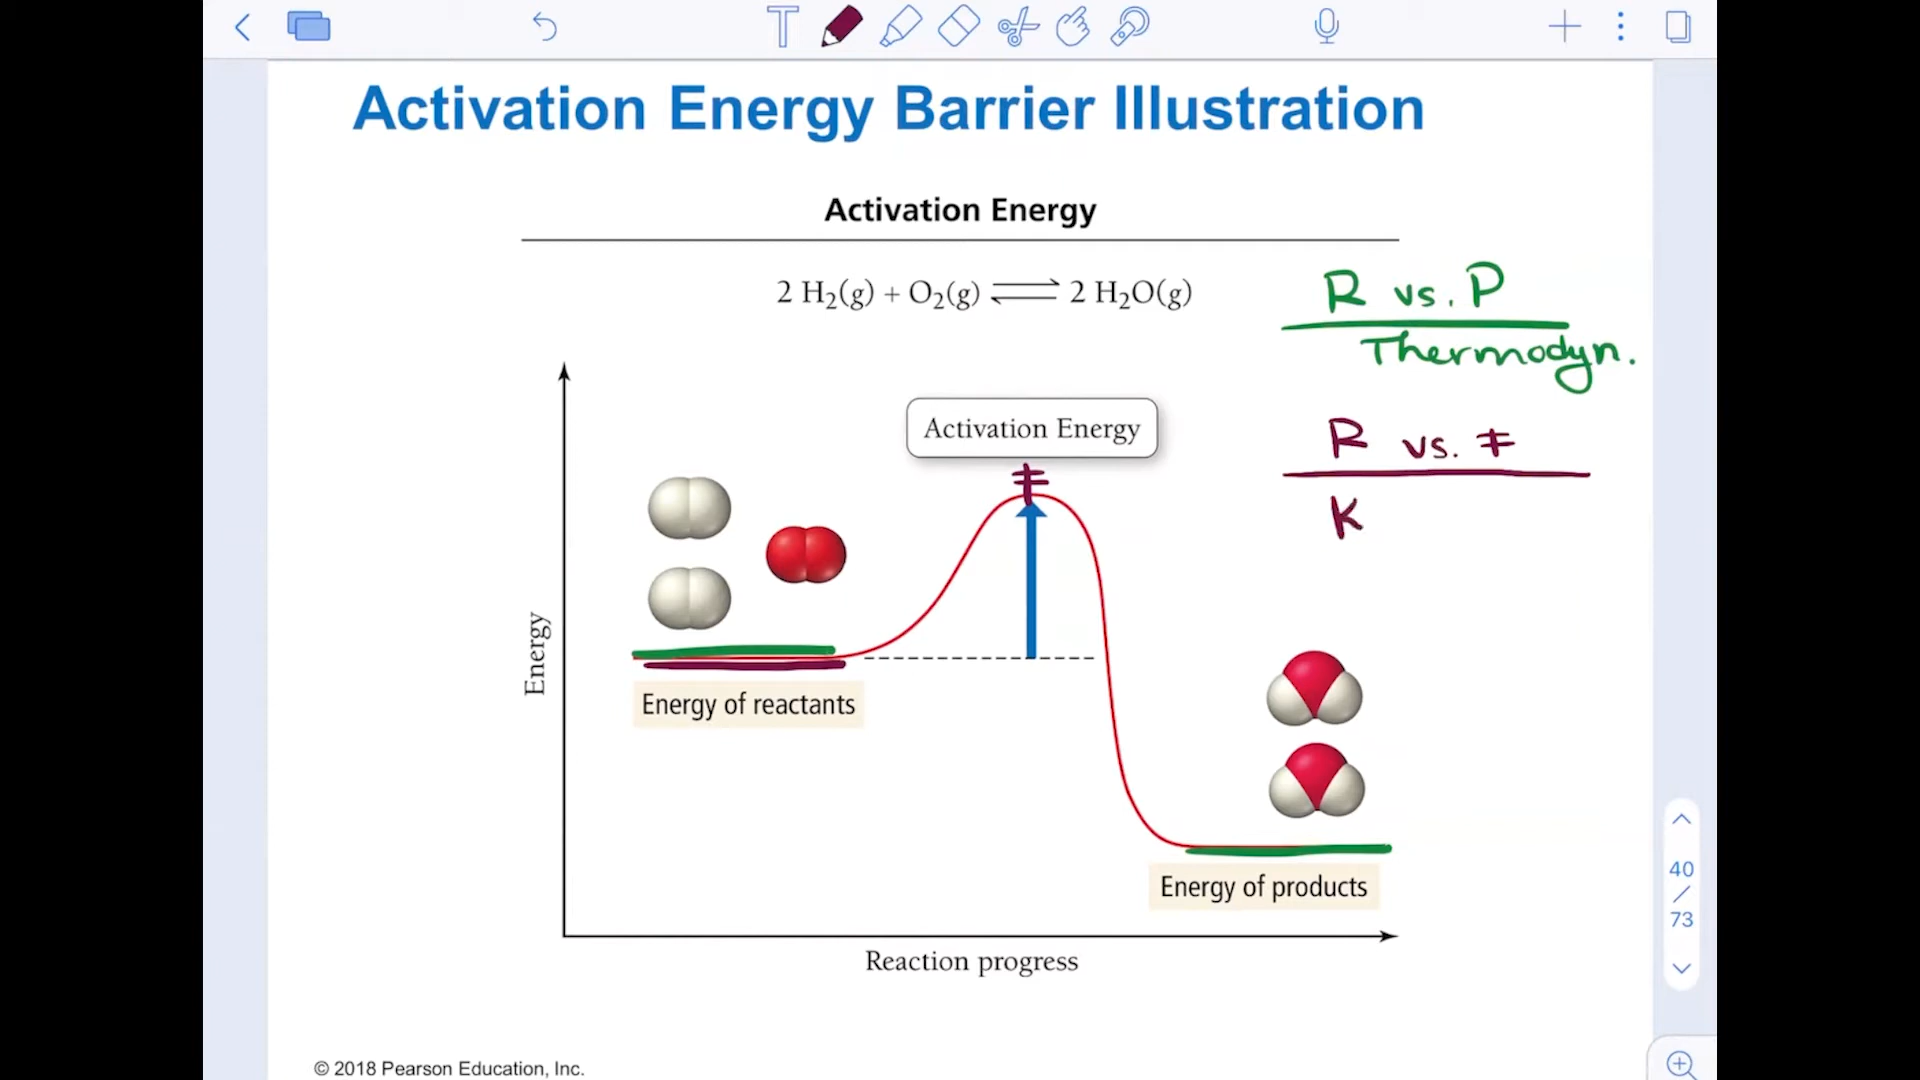 Activation Energy Barrier Illustration
Activation Energy
2 H₂(g) + O₂(g) ⇌ 2 H₂O(g)
R vs. P
Thermodyn.
R vs. ‡
K
Activation Energy
‡
Energy
Energy of reactants
Energy of products
Reaction progress
40
/
73
© 2018 Pearson Education, Inc.